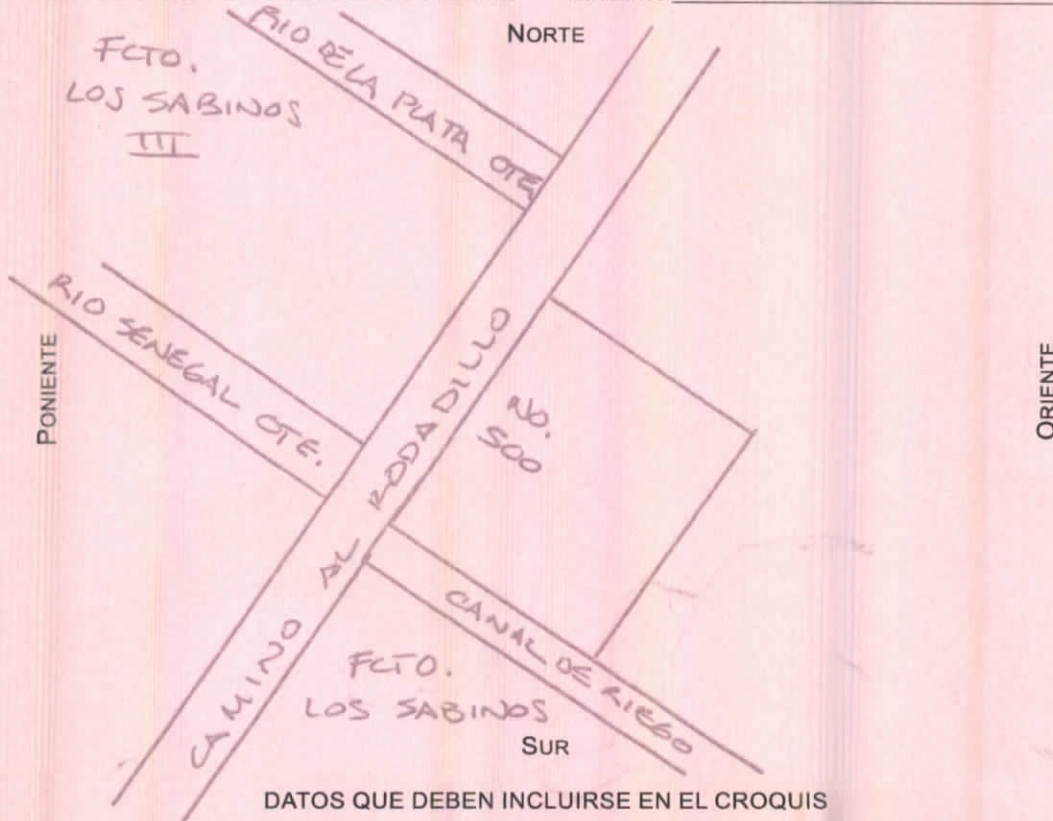 NORTE
FCTO.
LOS SABINOS
III
RIO DE LA PLATA OTE
RIO SENEGAL OTE.
PONIENTE
ORIENTE
NO.
500
CAMINO AL RODADILLO
CANAL DE RIEGO
FCTO.
LOS SABINOS
SUR
DATOS QUE DEBEN INCLUIRSE EN EL CROQUIS